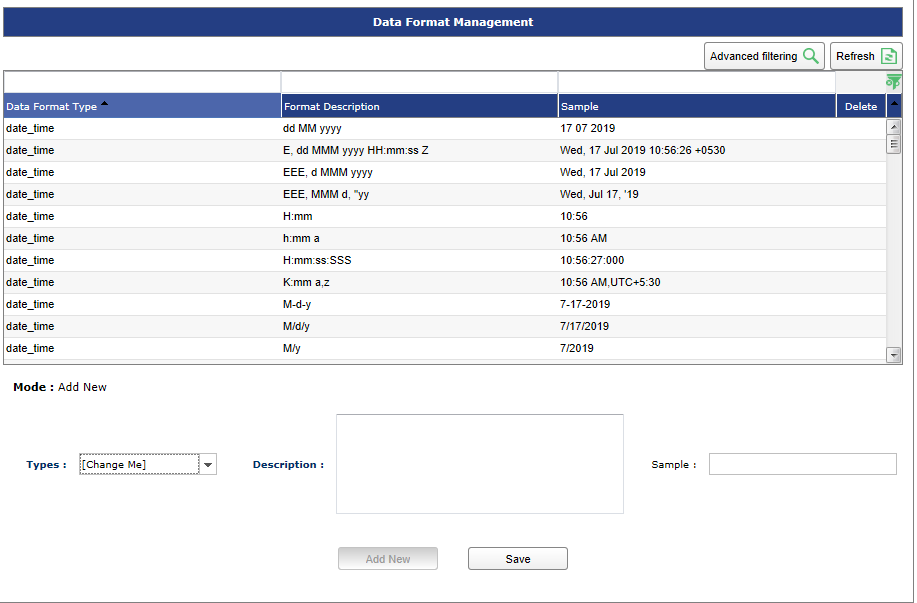 Data Format Management
Advanced filtering Refresh
Data Format Type Format Description Sample Delete
date_time dd MM yyyy 17 07 2019
date_time E, dd MMM yyyy HH:mm:ss Z Wed, 17 Jul 2019 10:56:26 +0530
date_time EEE, d MMM yyyy Wed, 17 Jul 2019
date_time EEE, MMM d, ''yy Wed, Jul 17, '19
date_time H:mm 10:56
date_time h:mm a 10:56 AM
date_time H:mm:ss:SSS 10:56:27:000
date_time K:mm a,z 10:56 AM,UTC+5:30
date_time M-d-y 7-17-2019
date_time M/d/y 7/17/2019
date_time M/y 7/2019
Mode : Add New
Types : [Change Me] Description : Sample :
Add New Save